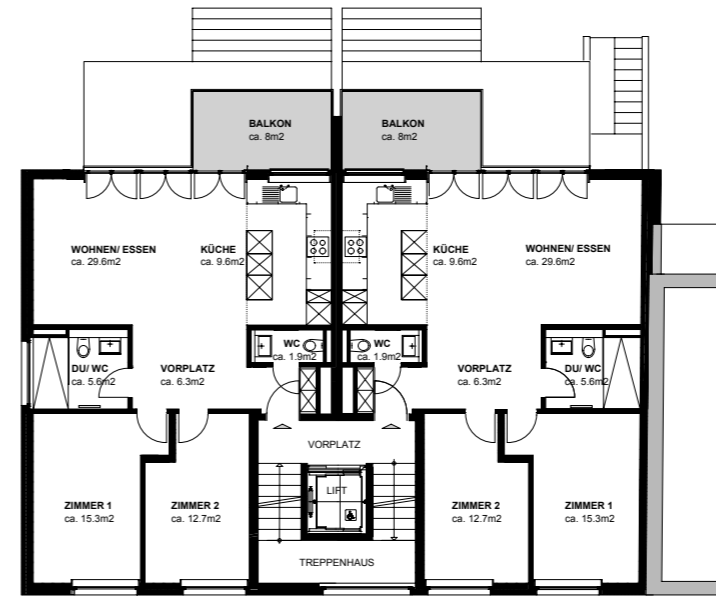 BALKON
ca. 8m2
BALKON
ca. 8m2
WOHNEN/ ESSEN
ca. 29.6m2
KÜCHE
ca. 9.6m2
KÜCHE
ca. 9.6m2
WOHNEN/ ESSEN
ca. 29.6m2
WC
ca. 1.9m2
WC
ca. 1.9m2
DU/ WC
ca. 5.6m2
VORPLATZ
ca. 6.3m2
VORPLATZ
ca. 6.3m2
DU/ WC
ca. 5.6m2
VORPLATZ
LIFT
ZIMMER 1
ca. 15.3m2
ZIMMER 2
ca. 12.7m2
ZIMMER 2
ca. 12.7m2
ZIMMER 1
ca. 15.3m2
TREPPENHAUS